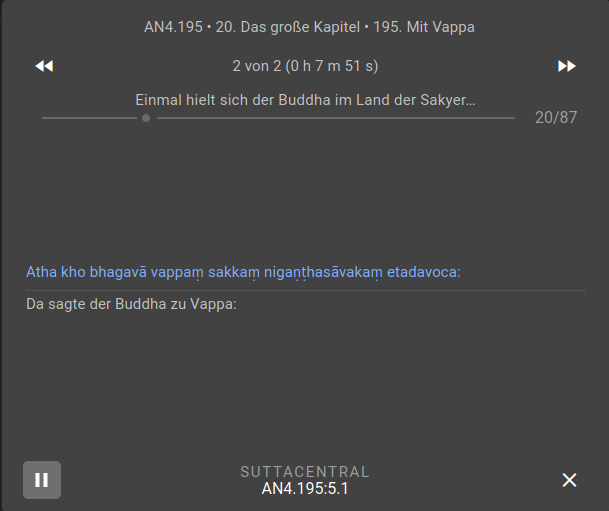 AN4.195 • 20. Das große Kapitel • 195. Mit Vappa
2 von 2 (0 h 7 m 51 s)
Einmal hielt sich der Buddha im Land der Sakyer…
20/87
Atha kho bhagavā vappaṃ sakkaṃ nigaṇṭhasāvakaṃ etadavoca:
Da sagte der Buddha zu Vappa:
SUTTACENTRAL
AN4.195:5.1